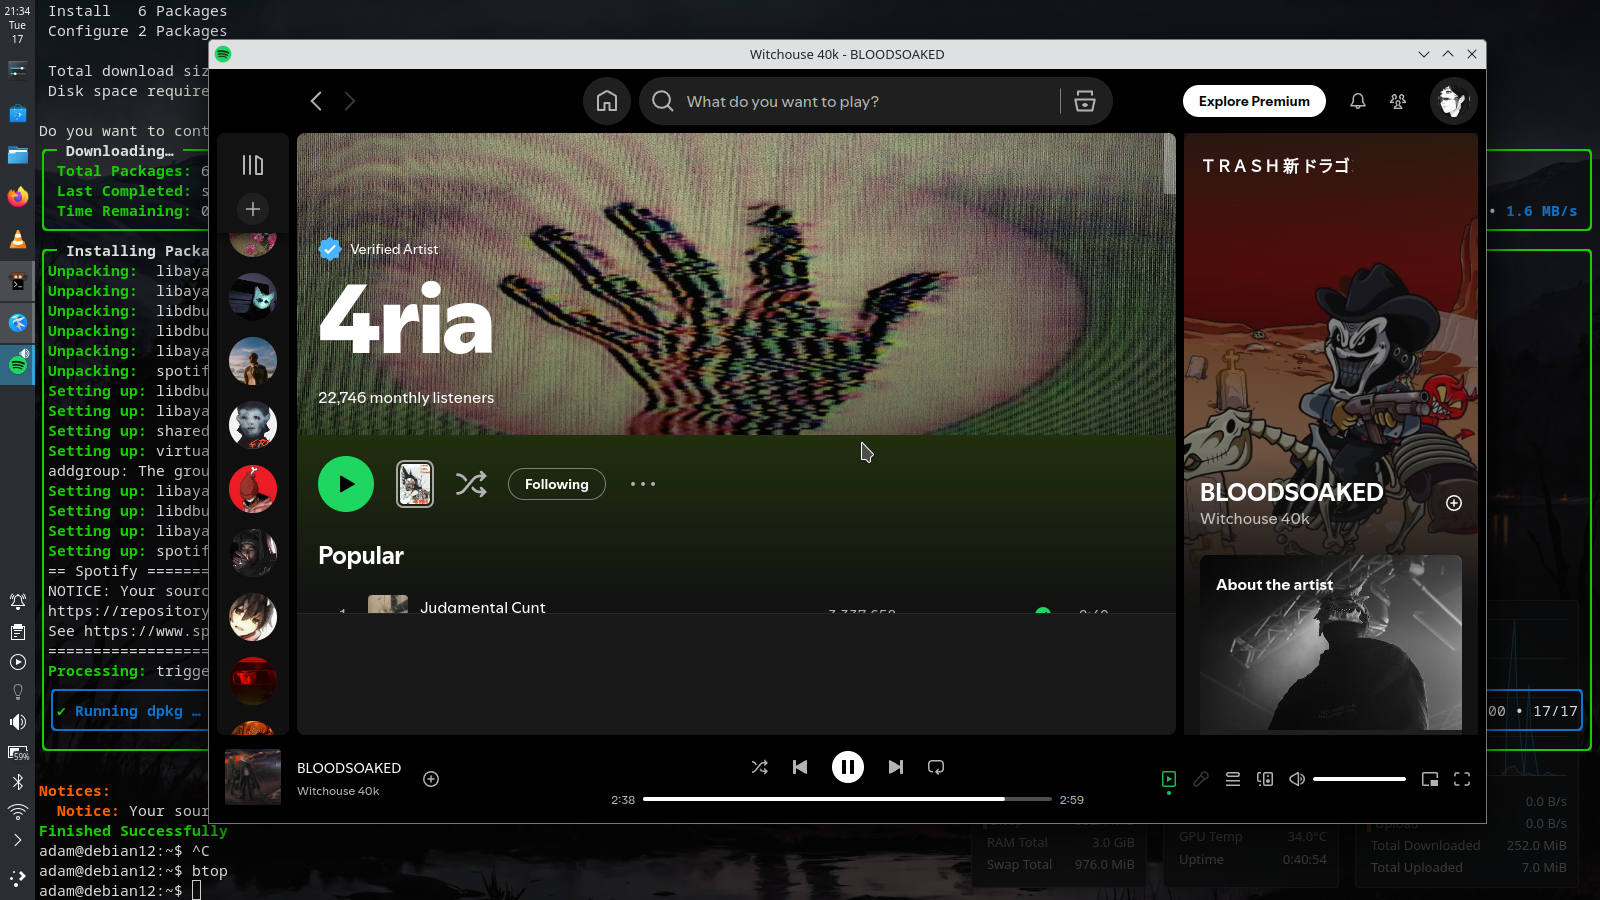 21:34
Tue
17
59%
Install   6 Packages
Configure 2 Packages
Total download siz
Disk space require
Do you want to cont
Downloading…
Total Packages: 6
Last Completed: s
Time Remaining: 0
• 1.6 MB/s
Installing Packa
Unpacking:  libaya
Unpacking:  libaya
Unpacking:  libdbu
Unpacking:  libdbu
Unpacking:  libaya
Unpacking:  spotif
Setting up: libdbu
Setting up: libaya
Setting up: shared
Setting up: virtua
addgroup: The grou
Setting up: libaya
Setting up: libdbu
Setting up: libaya
Setting up: spotif
== Spotify =======
NOTICE: Your sourc
https://repository
See https://www.sp
==================
Processing: trigge
✔ Running dpkg …
00 • 17/17
Notices:
Notice: Your sour
Finished Successfully
adam@debian12:~$ ^C
adam@debian12:~$ btop
adam@debian12:~$
Witchouse 40k - BLOODSOAKED
What do you want to play?
Explore Premium
Verified Artist
4ria
22,746 monthly listeners
Following
Popular
1 Judgmental Cunt
TRASH新ドラゴ
BLOODSOAKED
Witchouse 40k
About the artist
BLOODSOAKED
Witchouse 40k
2:38
2:59
RAM Total 3.0 GiB
Swap Total 976.0 MiB
GPU Temp 34.0°C
Uptime 0:40:54
0.0 B/s
Upload 0.0 B/s
Total Downloaded 252.0 MiB
Total Uploaded 7.0 MiB